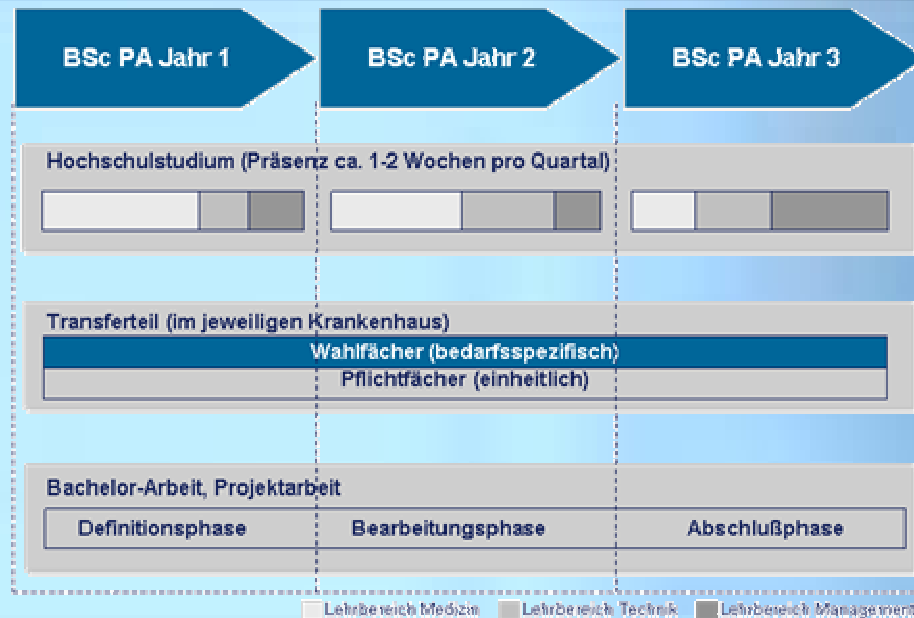 BSc PA Jahr 1
BSc PA Jahr 2
BSc PA Jahr 3
Hochschulstudium (Präsenz ca. 1-2 Wochen pro Quartal)
Transferteil (im jeweiligen Krankenhaus)
Wahlfächer (bedarfsspezifisch)
Pflichtfächer (einheitlich)
Bachelor-Arbeit, Projektarbeit
Definitionsphase
Bearbeitungsphase
Abschlußphase
Lehrbereich Medizin
Lehrbereich Technik
Lehrbereich Management